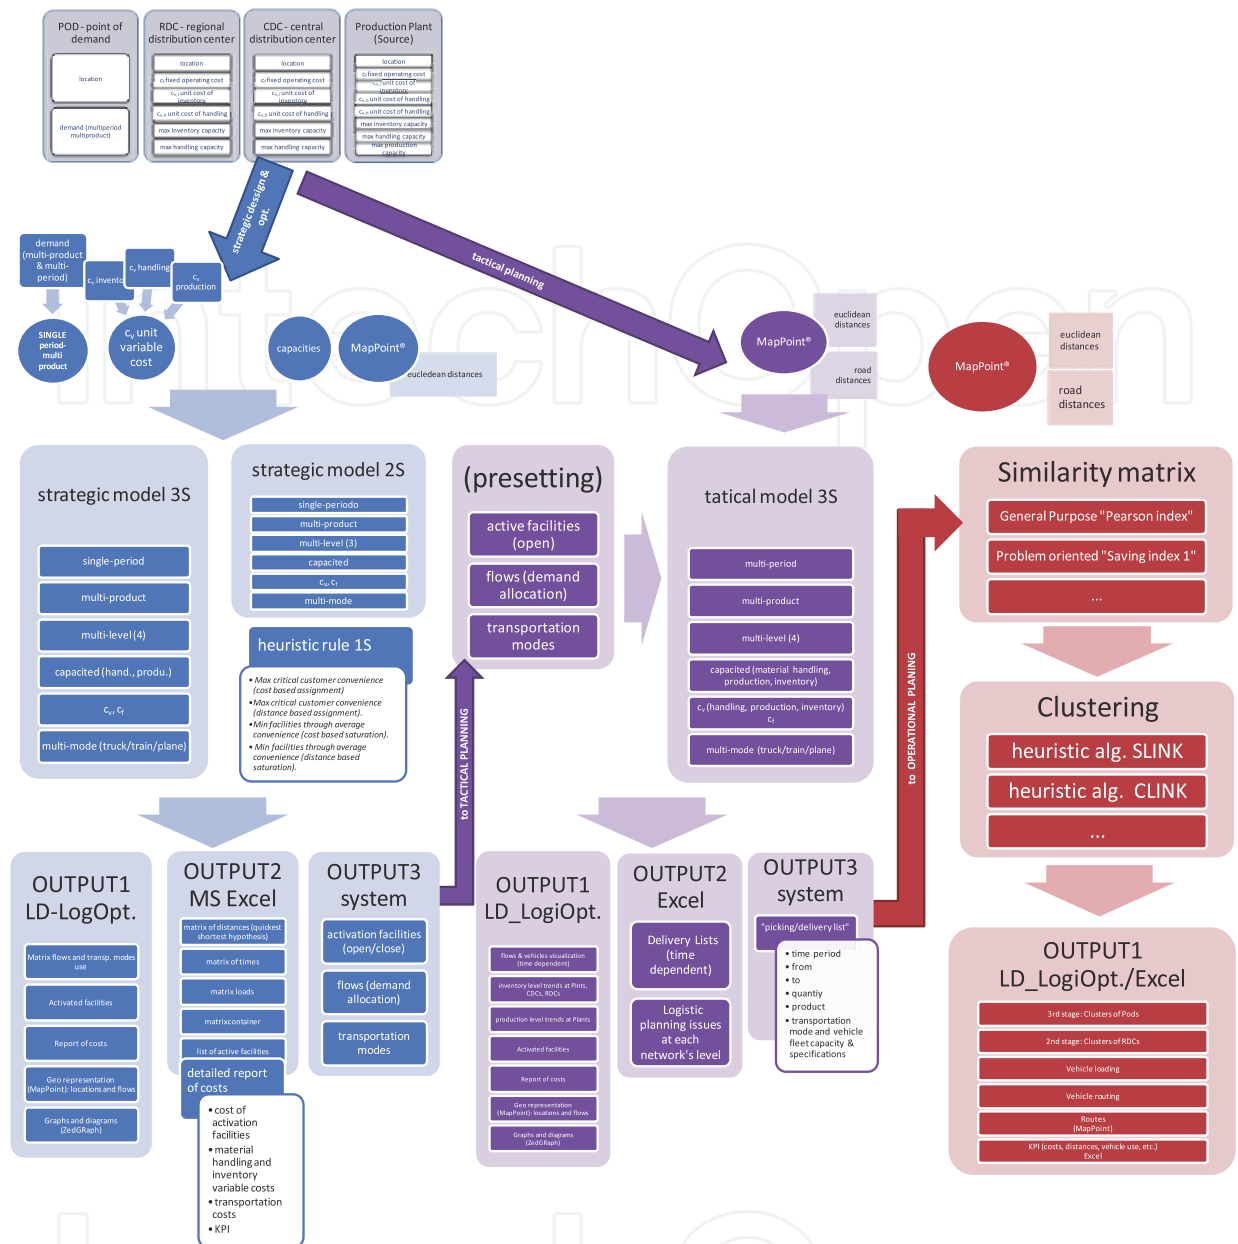 POD - point of
demand
location
demand (multiperiod
multiproduct)
RDC - regional
distribution center
location
cf fixed operating cost
cv,i unit cost of
inventory
cv,h unit cost of handling
max inventory capacity
max handling capacity
CDC - central
distribution center
location
cf fixed operating cost
cv,i unit cost of
inventory
cv,h unit cost of handling
max inventory capacity
max handling capacity
Production Plant
(Source)
location
cf fixed operating cost
cv,i unit cost of
inventory
cv,h unit cost of handling
cv,h unit cost of handling
max inventory capacity
max handling capacity
max production
capacity
strategic dessign &
opt.
tactical planning
demand
(multi-product
& multi-
period)
cv invento
cv handling
cv
production
SINGLE
period-
multi
product
cv unit
variable
cost
capacities
MapPoint®
eucledean distances
MapPoint®
euclidean
distances
road
distances
MapPoint®
euclidean
distances
road
distances
strategic model 3S
single-period
multi-product
multi-level (4)
capacited (hand., produ.)
cv, cf
multi-mode (truck/train/plane)
strategic model 2S
single-periodo
multi-product
multi-level (3)
capacited
cv, cf
multi-mode
heuristic rule 1S
• Max critical customer convenience
(cost based assignment)
•Max critical customer convenience
(distance based assignment).
•Min facilities through average
convenience (cost based saturation).
• Min facilities through average
convenience (distance based
saturation).
(presetting)
active facilities
(open)
flows (demand
allocation)
transportation
modes
tatical model 3S
multi-period
multi-product
multi-level (4)
capacited (material handling,
production, inventory)
cv (handling, production, inventory)
cf
multi-mode (truck/train/plane)
Similarity matrix
General Purpose "Pearson index"
Problem oriented "Saving index 1"
...
Clustering
heuristic alg. SLINK
heuristic alg. CLINK
...
to TACTICAL PLANNING
to OPERATIONAL PLANING
OUTPUT1
LD-LogOpt.
Matrix flows and transp. modes
use
Activated facilities
Report of costs
Geo representation
(MapPoint): locations and flows
Graphs and diagrams
(ZedGRaph)
OUTPUT2
MS Excel
matrix of distances (quickest
shortest hypothesis)
matrix of times
matrix loads
matrixcontainer
list of active facilities
detailed report
of costs
• cost of
activation
facilities
• material
handling and
inventory
variable costs
• transportation
costs
• KPI
OUTPUT3
system
activation facilities
(open/close)
flows (demand
allocation)
transportation
modes
OUTPUT1
LD_LogiOpt.
flows & vehicles visualization
(time dependent)
inventory level trends at Plnts,
CDCs, RDCs
production level trends at Plants
Activated facilities
Report of costs
Geo representation
(MapPoint): locations and flows
Graphs and diagrams
(ZedGRaph)
OUTPUT2
Excel
Delivery Lists
(time
dependent)
Logistic
planning issues
at each
network's level
OUTPUT3
system
"picking/delivery list"
• time period
• from
• to
• quantiy
• product
• transportation
mode and vehicle
fleet capacity &
specifications
OUTPUT1
LD_LogiOpt./Excel
3rd stage: Clusters of Pods
2nd stage: Clusters of RDCs
Vehicle loading
Vehicle routing
Routes
(MapPoint)
KPI (costs, distances, vehicle use, etc.)
Excel
IntechOpen